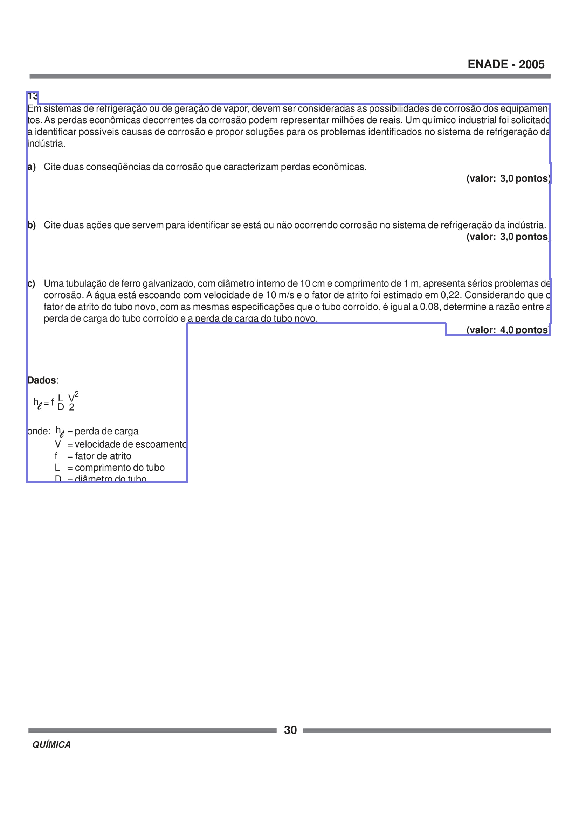 ENADE - 2005
13
Em sistemas de refrigeração ou de geração de vapor, devem ser consideradas as possibilidades de corrosão dos equipamen
tos. As perdas econômicas decorrentes da corrosão podem representar milhões de reais. Um químico industrial foi solicitado
a identificar possíveis causas de corrosão e propor soluções para os problemas identificados no sistema de refrigeração da
indústria.
a) Cite duas conseqüências da corrosão que caracterizam perdas econômicas.
(valor: 3,0 pontos)
b) Cite duas ações que servem para identificar se está ou não ocorrendo corrosão no sistema de refrigeração da indústria.
(valor: 3,0 pontos)
c) Uma tubulação de ferro galvanizado, com diâmetro interno de 10 cm e comprimento de 1 m, apresenta sérios problemas de
corrosão. A água está escoando com velocidade de 10 m/s e o fator de atrito foi estimado em 0,22. Considerando que o
fator de atrito do tubo novo, com as mesmas especificações que o tubo corroído, é igual a 0,08, determine a razão entre a
perda de carga do tubo corroído e a perda de carga do tubo novo.
(valor: 4,0 pontos)
Dados:
hℓ = f L/D V²/2
onde: hℓ = perda de carga
V = velocidade de escoamento
f = fator de atrito
L = comprimento do tubo
D = diâmetro do tubo
30
QUÍMICA